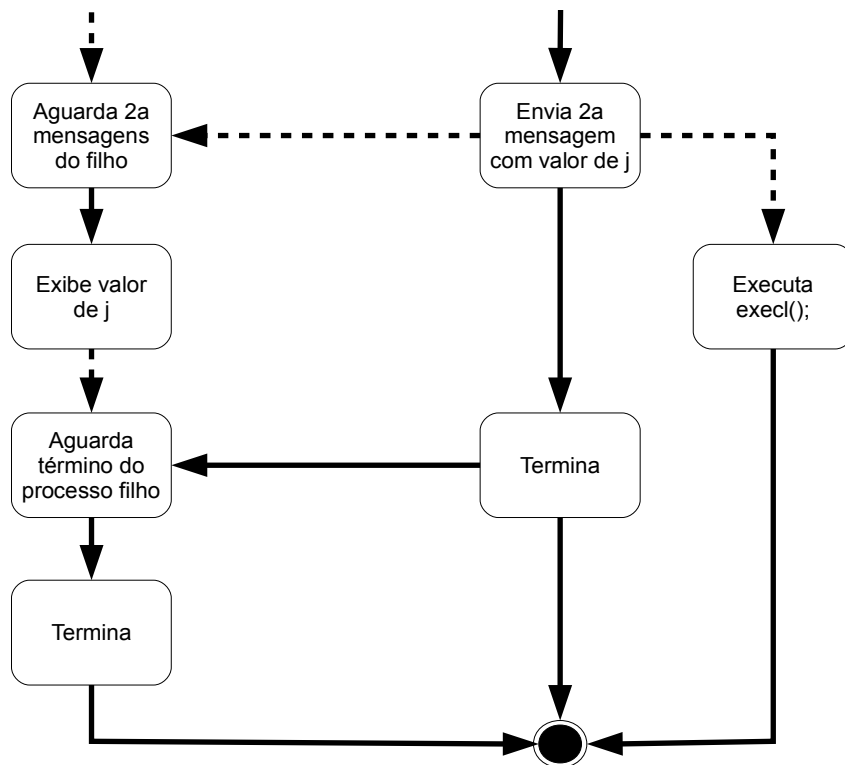 Aguarda 2a
mensagens
do filho
Envia 2a
mensagem
com valor de j
Exibe valor
de j
Executa
execl();
Aguarda
término do
processo filho
Termina
Termina